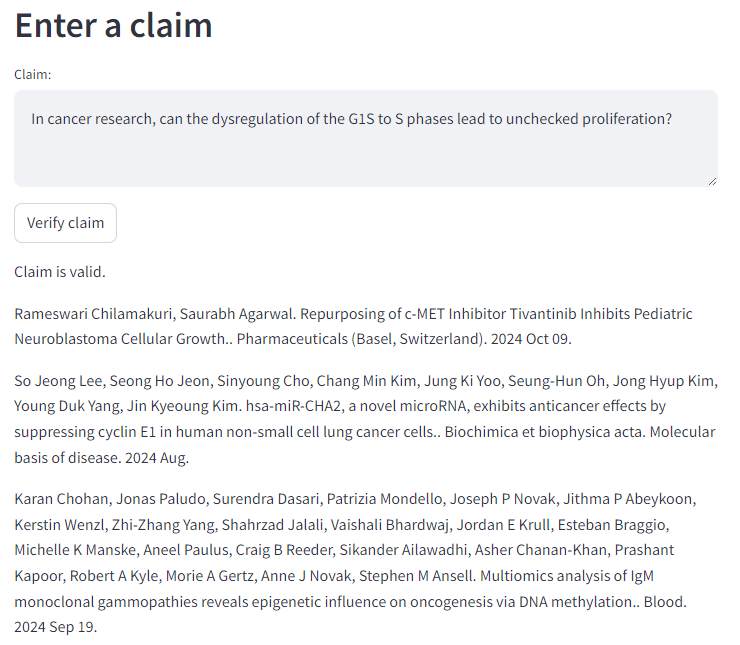 Enter a claim
Claim:
In cancer research, can the dysregulation of the G1S to S phases lead to unchecked proliferation?
Verify claim
Claim is valid.
Rameswari Chilamakuri, Saurabh Agarwal. Repurposing of c-MET Inhibitor Tivantinib Inhibits Pediatric
Neuroblastoma Cellular Growth.. Pharmaceuticals (Basel, Switzerland). 2024 Oct 09.
So Jeong Lee, Seong Ho Jeon, Sinyoung Cho, Chang Min Kim, Jung Ki Yoo, Seung-Hun Oh, Jong Hyup Kim,
Young Duk Yang, Jin Kyeoung Kim. hsa-miR-CHA2, a novel microRNA, exhibits anticancer effects by
suppressing cyclin E1 in human non-small cell lung cancer cells.. Biochimica et biophysica acta. Molecular
basis of disease. 2024 Aug.
Karan Chohan, Jonas Paludo, Surendra Dasari, Patrizia Mondello, Joseph P Novak, Jithma P Abeykoon,
Kerstin Wenzl, Zhi-Zhang Yang, Shahrzad Jalali, Vaishali Bhardwaj, Jordan E Krull, Esteban Braggio,
Michelle K Manske, Aneel Paulus, Craig B Reeder, Sikander Ailawadhi, Asher Chanan-Khan, Prashant
Kapoor, Robert A Kyle, Morie A Gertz, Anne J Novak, Stephen M Ansell. Multiomics analysis of IgM
monoclonal gammopathies reveals epigenetic influence on oncogenesis via DNA methylation.. Blood.
2024 Sep 19.